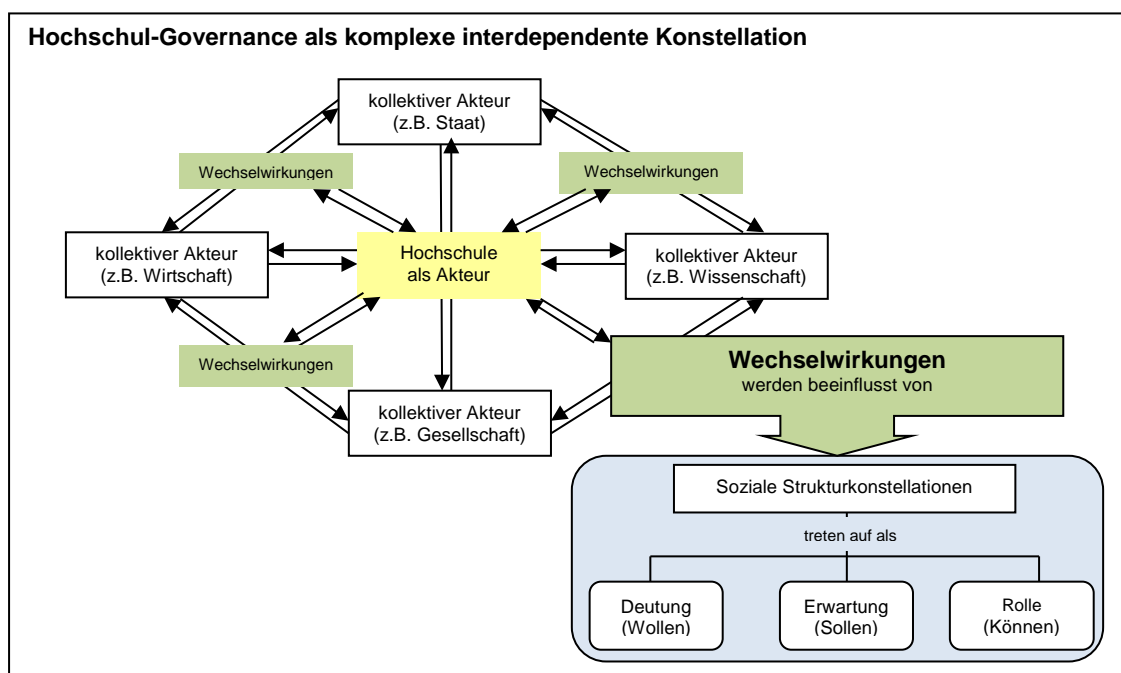 Hochschul-Governance als komplexe interdependente Konstellation
kollektiver Akteur
(z.B. Staat)
Wechselwirkungen
Wechselwirkungen
kollektiver Akteur
(z.B. Wirtschaft)
Hochschule
als Akteur
kollektiver Akteur
(z.B. Wissenschaft)
Wechselwirkungen
kollektiver Akteur
(z.B. Gesellschaft)
Wechselwirkungen
werden beeinflusst von
Soziale Strukturkonstellationen
treten auf als
Deutung
(Wollen)
Erwartung
(Sollen)
Rolle
(Können)